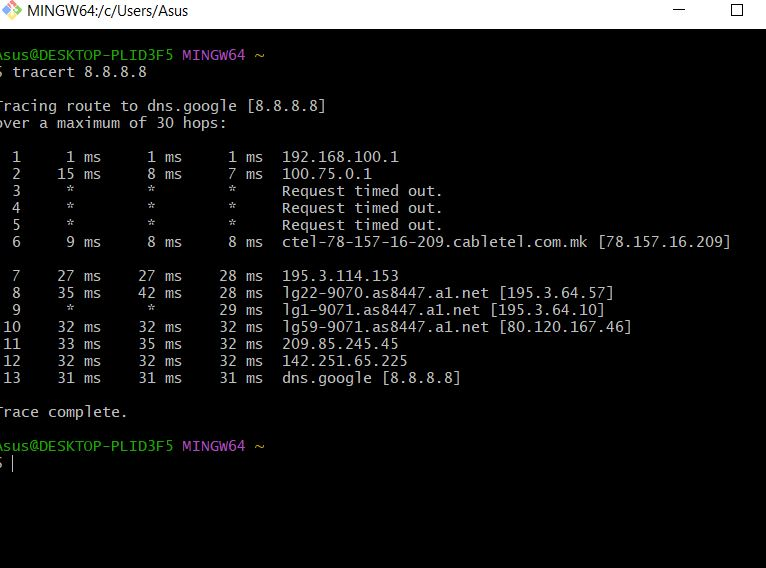 MINGW64:/c/Users/Asus
Asus@DESKTOP-PLID3F5 MINGW64 ~
$ tracert 8.8.8.8
Tracing route to dns.google [8.8.8.8]
over a maximum of 30 hops:
1 1 ms 1 ms 1 ms 192.168.100.1
2 15 ms 8 ms 7 ms 100.75.0.1
3 * * * Request timed out.
4 * * * Request timed out.
5 * * * Request timed out.
6 9 ms 8 ms 8 ms ctel-78-157-16-209.cabletel.com.mk [78.157.16.209]
7 27 ms 27 ms 28 ms 195.3.114.153
8 35 ms 42 ms 28 ms lg22-9070.as8447.a1.net [195.3.64.57]
9 * * 29 ms lg1-9071.as8447.a1.net [195.3.64.10]
10 32 ms 32 ms 32 ms lg59-9071.as8447.a1.net [80.120.167.46]
11 33 ms 35 ms 32 ms 209.85.245.45
12 32 ms 32 ms 32 ms 142.251.65.225
13 31 ms 31 ms 31 ms dns.google [8.8.8.8]
Trace complete.
Asus@DESKTOP-PLID3F5 MINGW64 ~
$